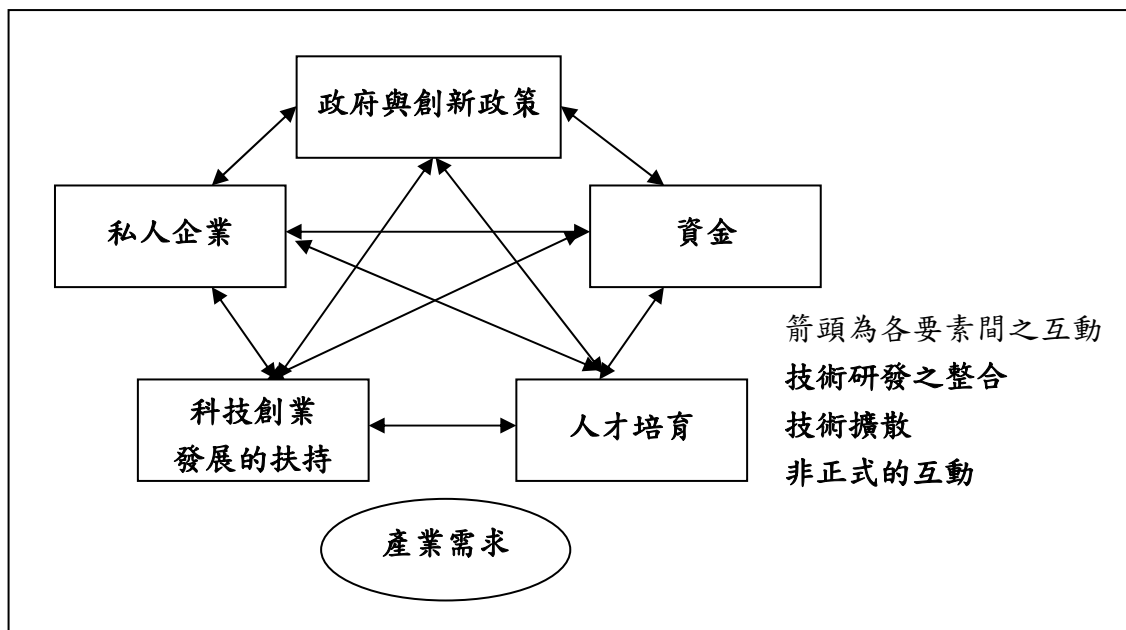 政府與創新政策
私人企業
資金
箭頭為各要素間之互動
技術研發之整合
技術擴散
非正式的互動
科技創業
發展的扶持
人才培育
產業需求